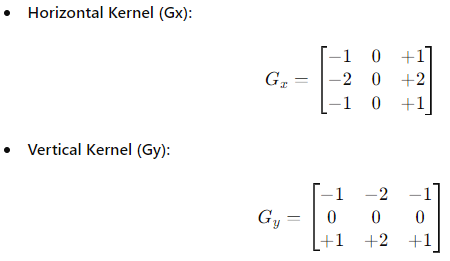 • Horizontal Kernel (Gx):
−1 0 +1
Gx = −2 0 +2
−1 0 +1
• Vertical Kernel (Gy):
−1 −2 −1
Gy = 0 0 0
+1 +2 +1